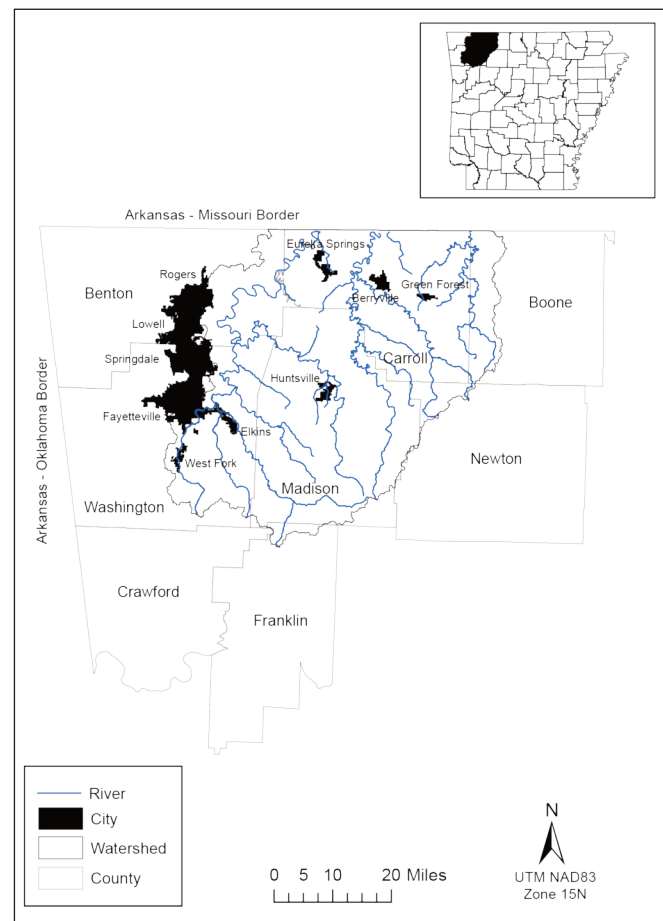 Arkansas - Missouri Border
Eureka Springs
Rogers
Green Forest
Benton
Berryville
Boone
Lowell
Springdale
Carroll
Huntsville
Arkansas - Oklahoma Border
Fayetteville
Elkins
West Fork
Newton
Madison
Washington
Crawford
Franklin
River
City
Watershed
County
0 5 10 20 Miles
N
UTM NAD83
Zone 15N